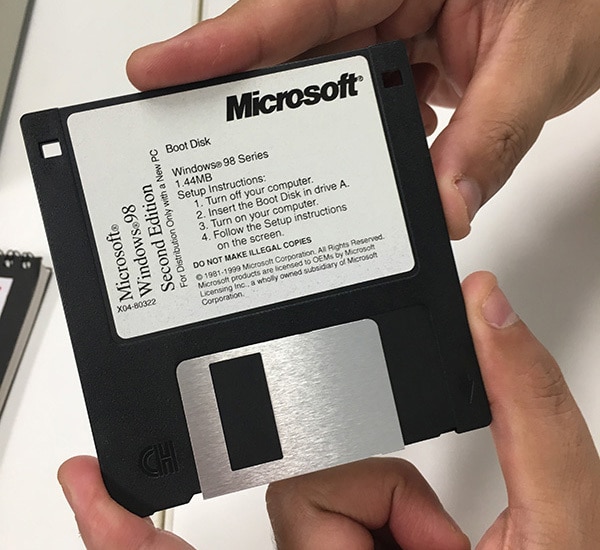 Microsoft®
Boot Disk
Windows® 98 Series
1.44MB
Setup Instructions:
1. Turn off your computer.
2. Insert the Boot Disk in drive A.
3. Turn on your computer.
4. Follow the Setup instructions
on the screen.
DO NOT MAKE ILLEGAL COPIES
© 1981-1999 Microsoft Corporation. All Rights Reserved.
Microsoft products are licensed to OEMs by Microsoft
Licensing Inc., a wholly owned subsidiary of Microsoft
Corporation.
Microsoft®
Windows®98
Second Edition
For Distribution Only with a New PC
X04-80322